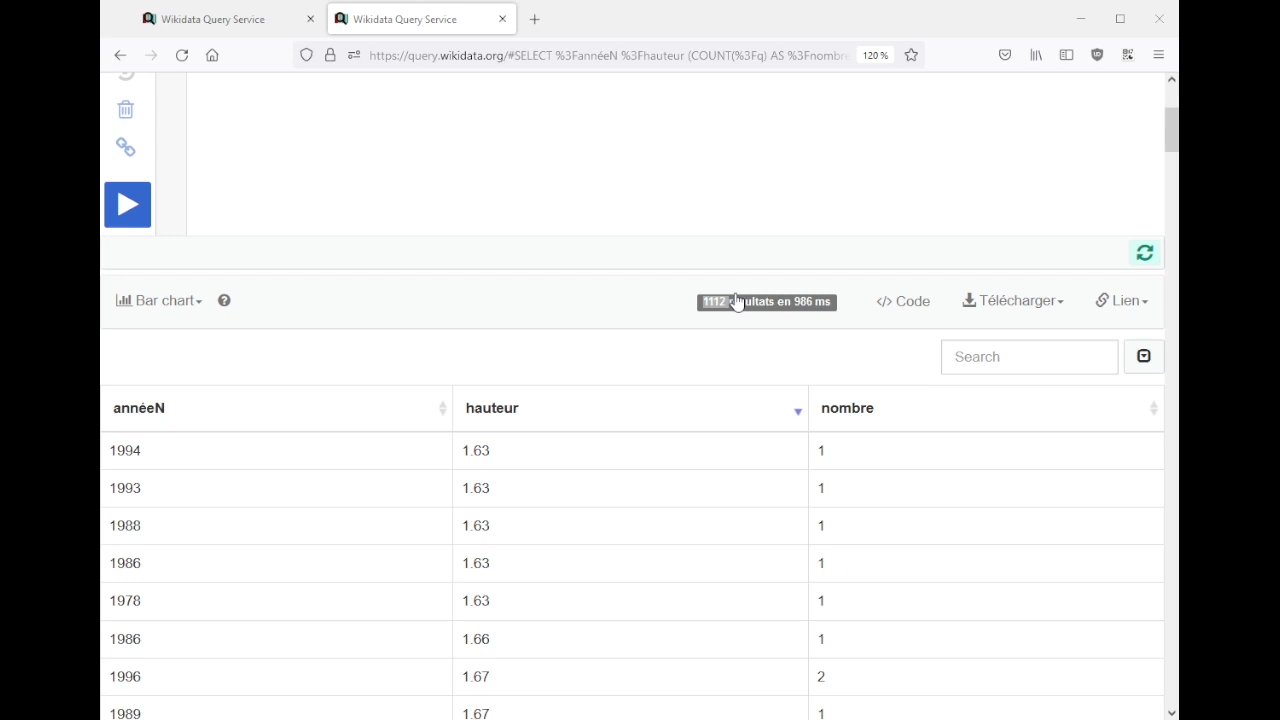 Wikidata Query Service
Wikidata Query Service
https://query.wikidata.org/#SELECT %3FannéeN %3Fhauteur (COUNT(%3Fq) AS %3Fnombre
120%
Bar chart
1112 résultats en 986 ms
</> Code
Télécharger
Lien
Search
annéeN hauteur nombre
1994 1.63 1
1993 1.63 1
1988 1.63 1
1986 1.63 1
1978 1.63 1
1986 1.66 1
1996 1.67 2
1989 1.67 1